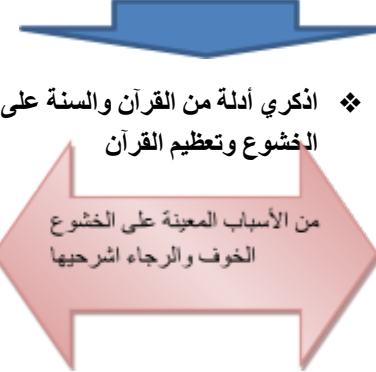 ❖ اذكري أدلة من القرآن والسنة على
الخشوع وتعظيم القرآن
من الأسباب المعينة على الخشوع
الخوف والرجاء اشرحيها